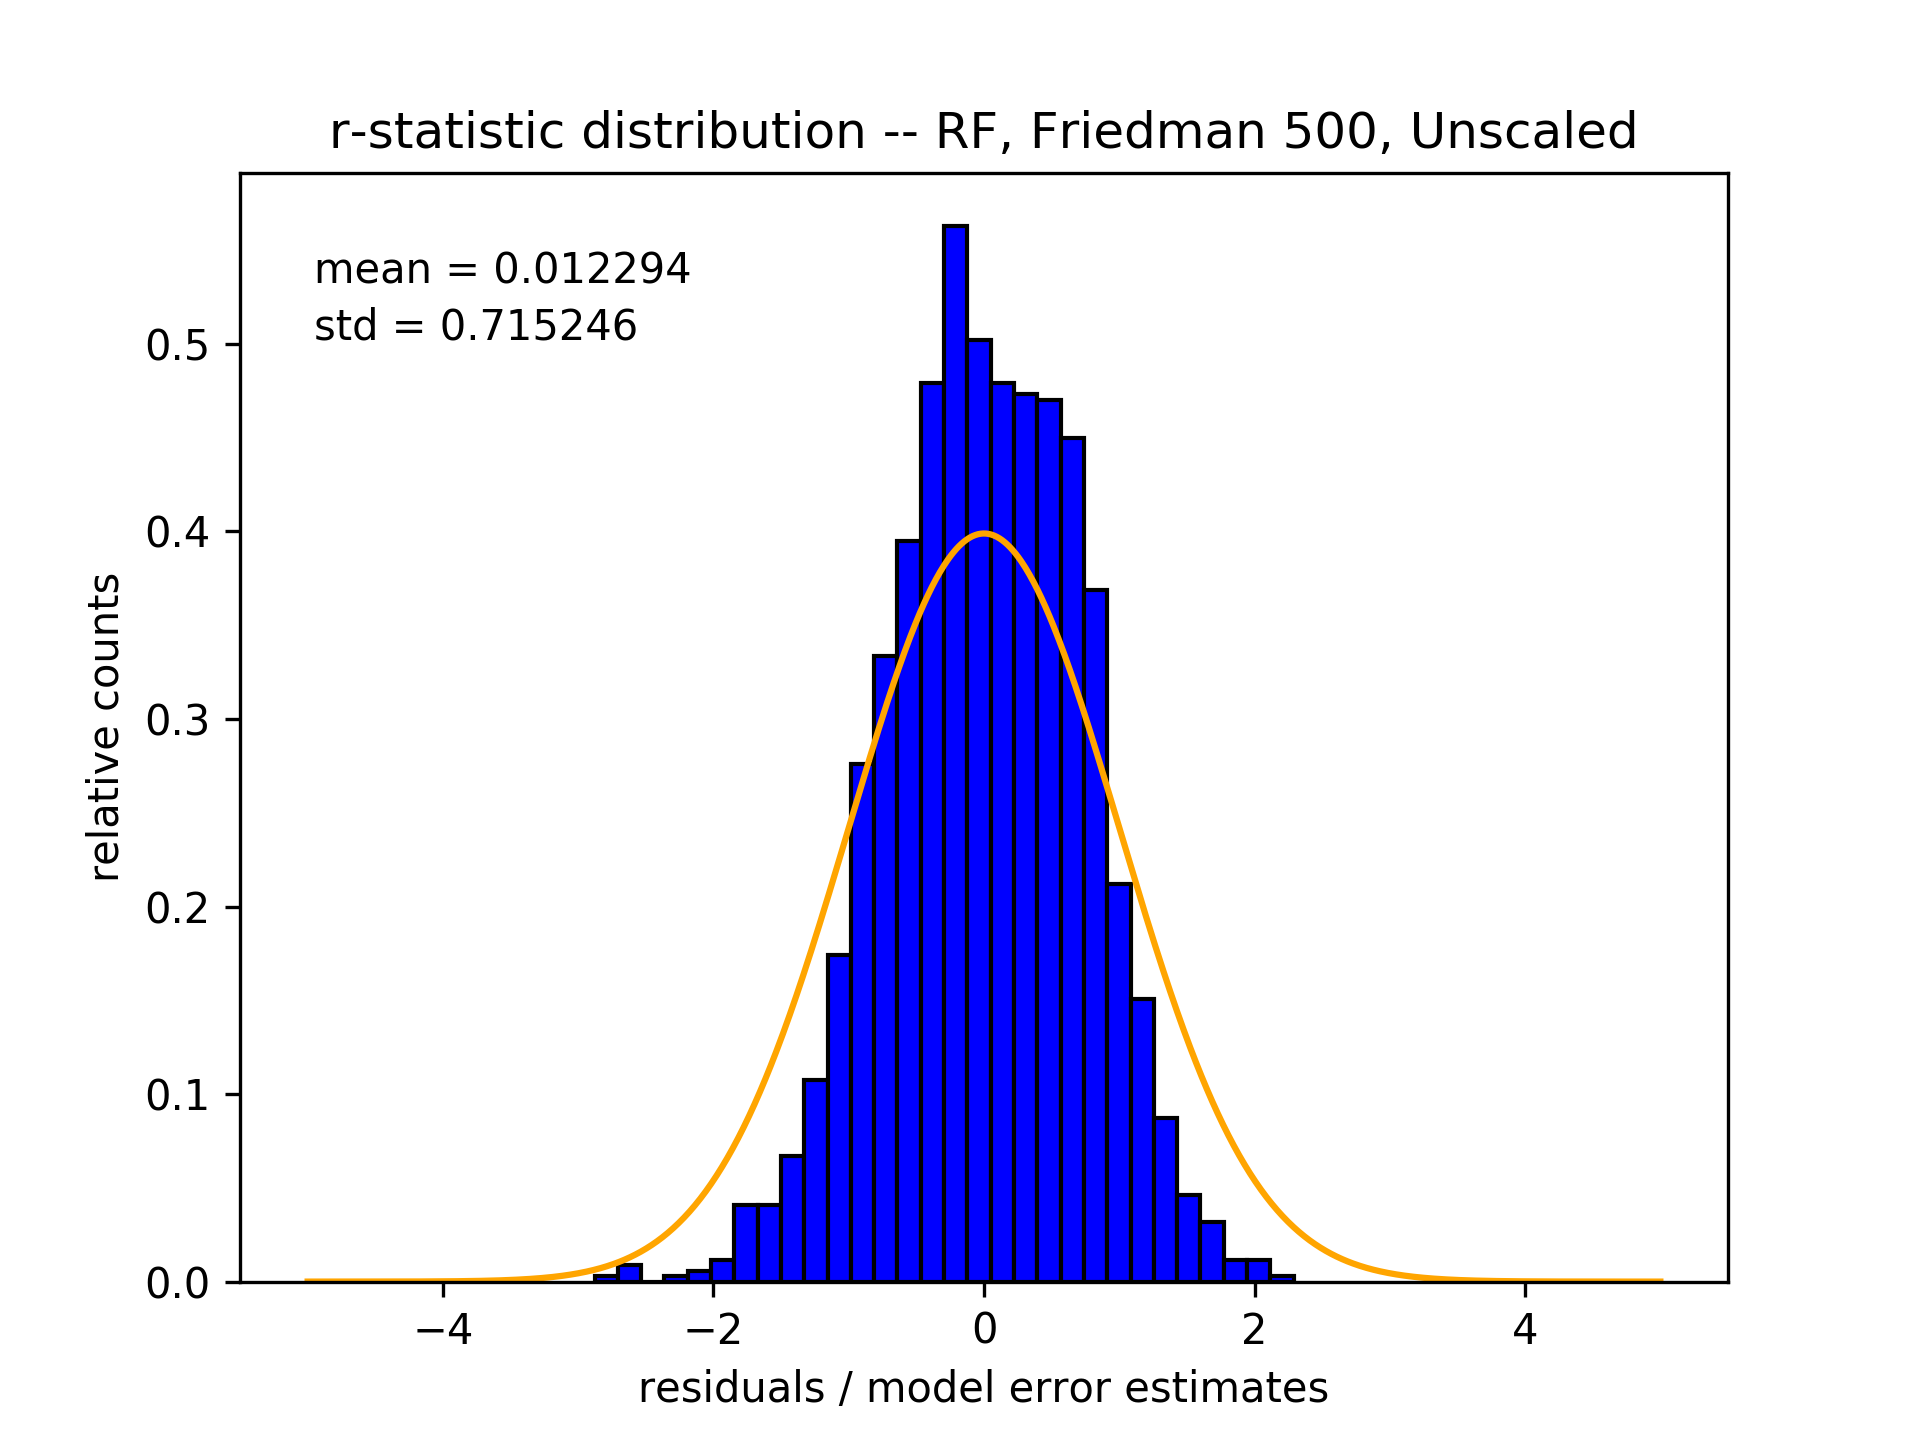 r-statistic distribution -- RF, Friedman 500, Unscaled
mean = 0.012294
std = 0.715246
0.5
0.4
0.3
0.2
0.1
0.0
relative counts
−4
−2
0
2
4
residuals / model error estimates